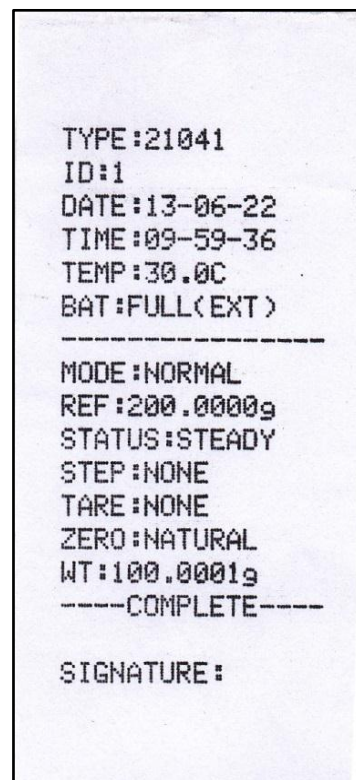 TYPE:21041
ID:1
DATE:13-06-22
TIME:09-59-36
TEMP:30.0C
BAT:FULL(EXT)
----------------
MODE:NORMAL
REF:200.0000g
STATUS:STEADY
STEP:NONE
TARE:NONE
ZERO:NATURAL
WT:100.0001g
----COMPLETE----
SIGNATURE: